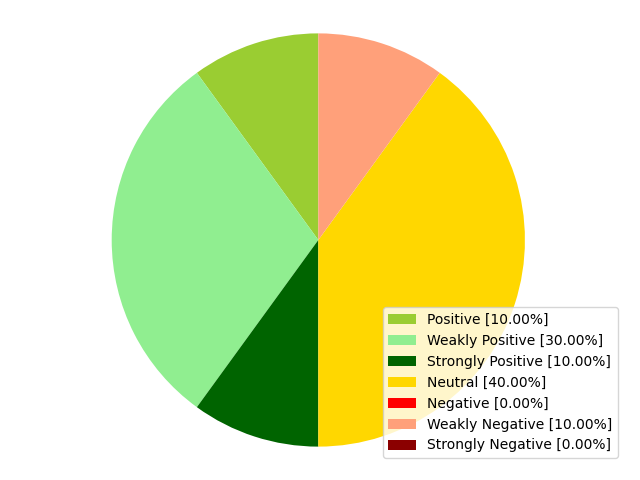 Positive [10.00%]
Weakly Positive [30.00%]
Strongly Positive [10.00%]
Neutral [40.00%]
Negative [0.00%]
Weakly Negative [10.00%]
Strongly Negative [0.00%]